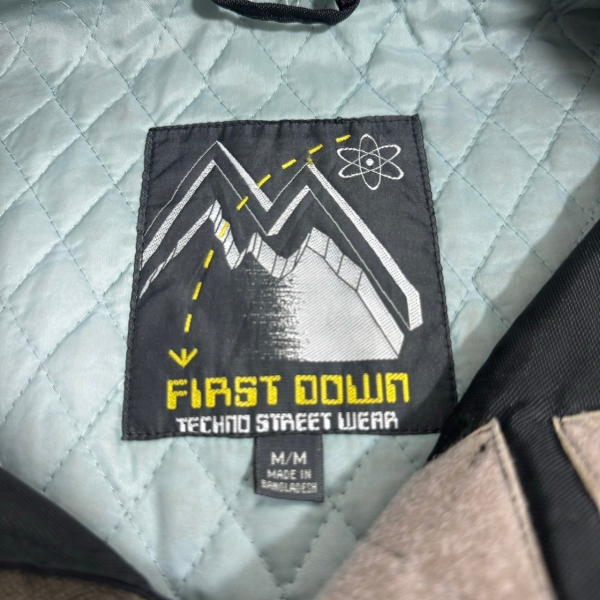 FIRST DOWN
TECHNO STREET WEAR
M/M
MADE IN
BANGLADESH